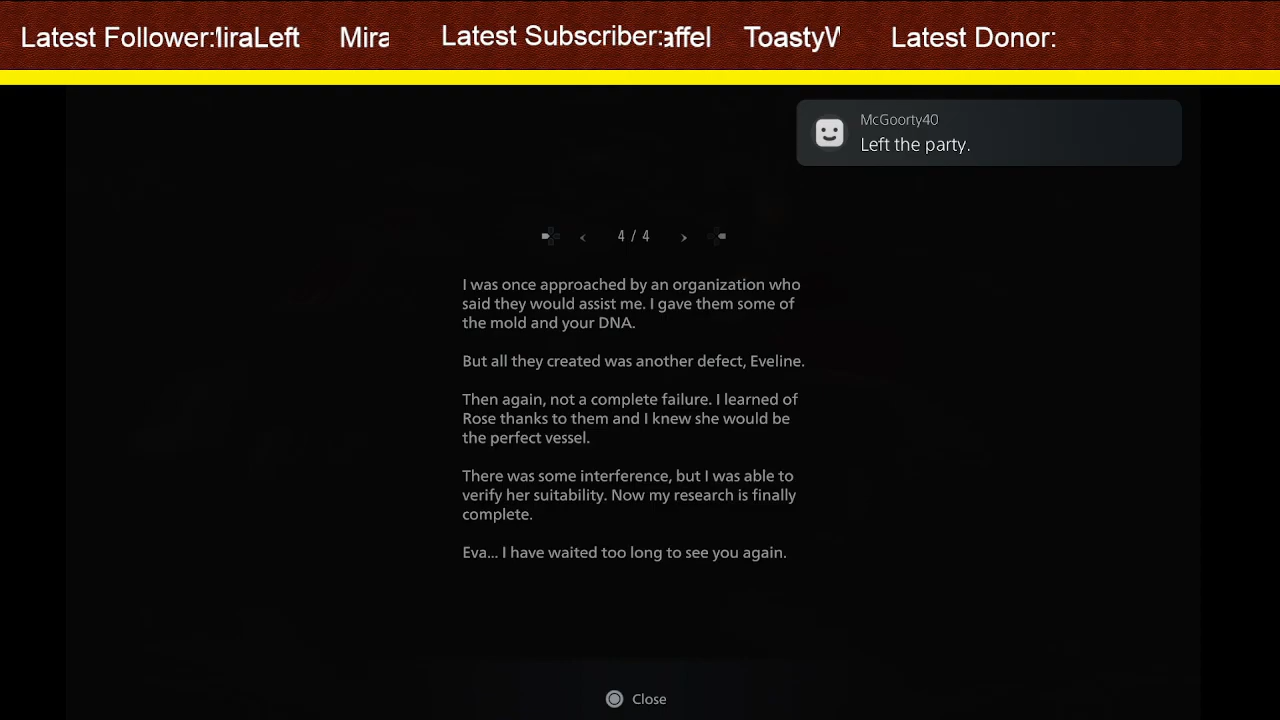 Latest Follower: MiraLeft Mira Latest Subscriber: affel ToastyW Latest Donor:
McGoorty40
Left the party.
4 / 4
I was once approached by an organization who
said they would assist me. I gave them some of
the mold and your DNA.
But all they created was another defect, Eveline.
Then again, not a complete failure. I learned of
Rose thanks to them and I knew she would be
the perfect vessel.
There was some interference, but I was able to
verify her suitability. Now my research is finally
complete.
Eva... I have waited too long to see you again.
Close